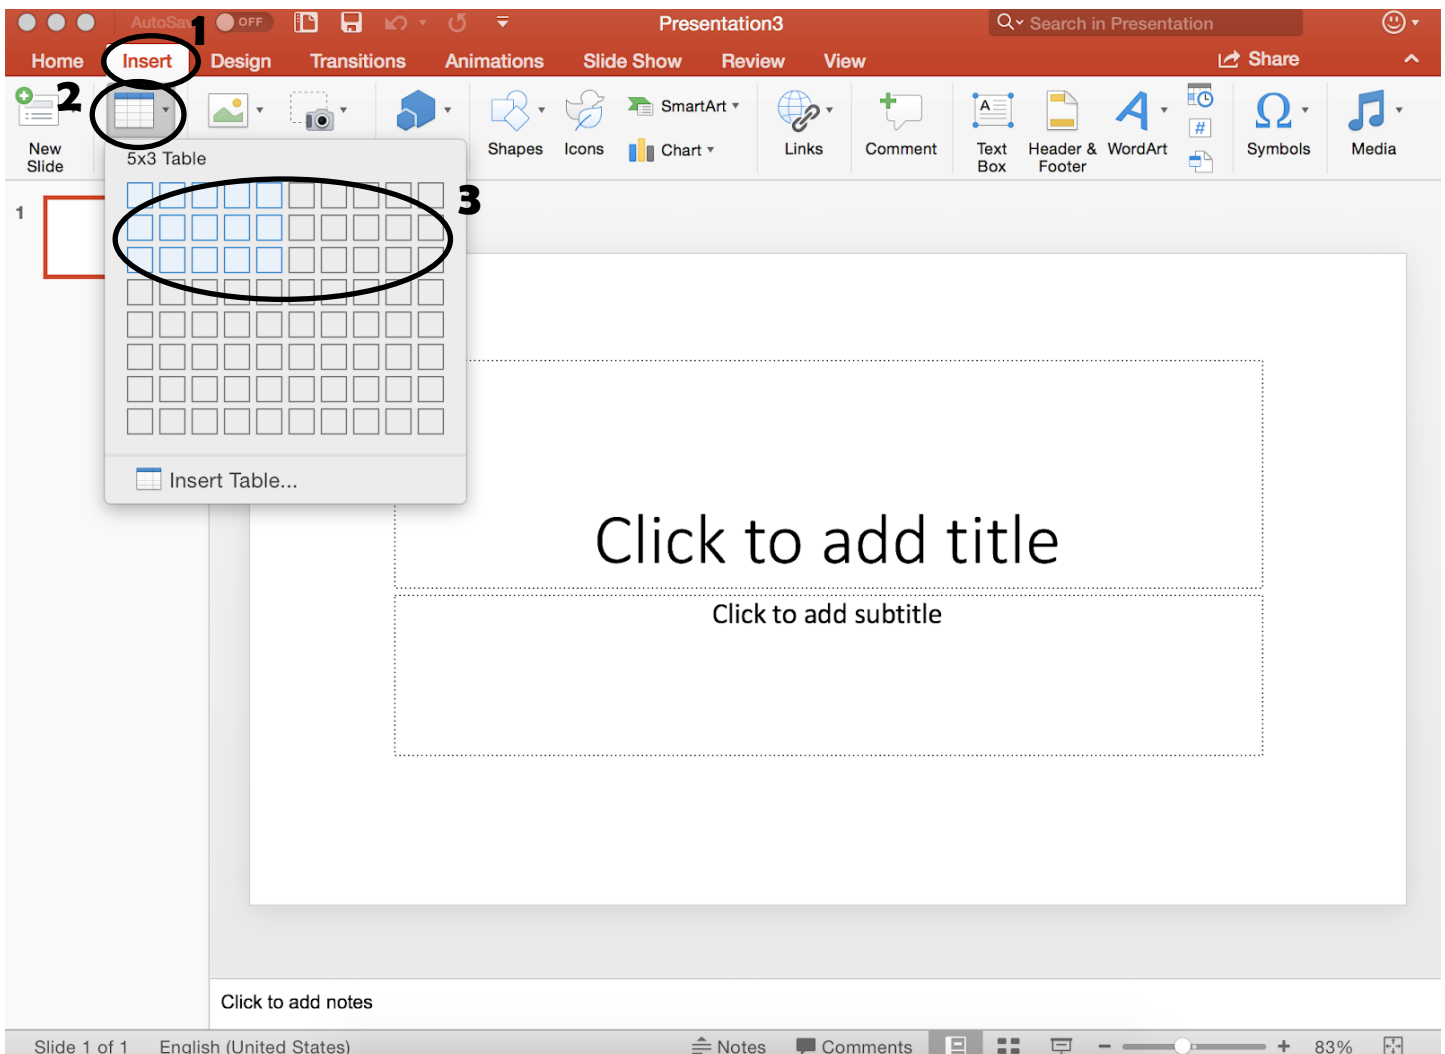 AutoSav OFF Presentation3 Search in Presentation
1
Home Insert Design Transitions Animations Slide Show Review View Share
2
New
Slide
Shapes Icons SmartArt
Chart
Links Comment Text
Box Header &
Footer WordArt # Symbols Media
A
5x3 Table
3
1
Insert Table...
Click to add title
Click to add subtitle
Click to add notes
Slide 1 of 1 English (United States) Notes Comments 83%